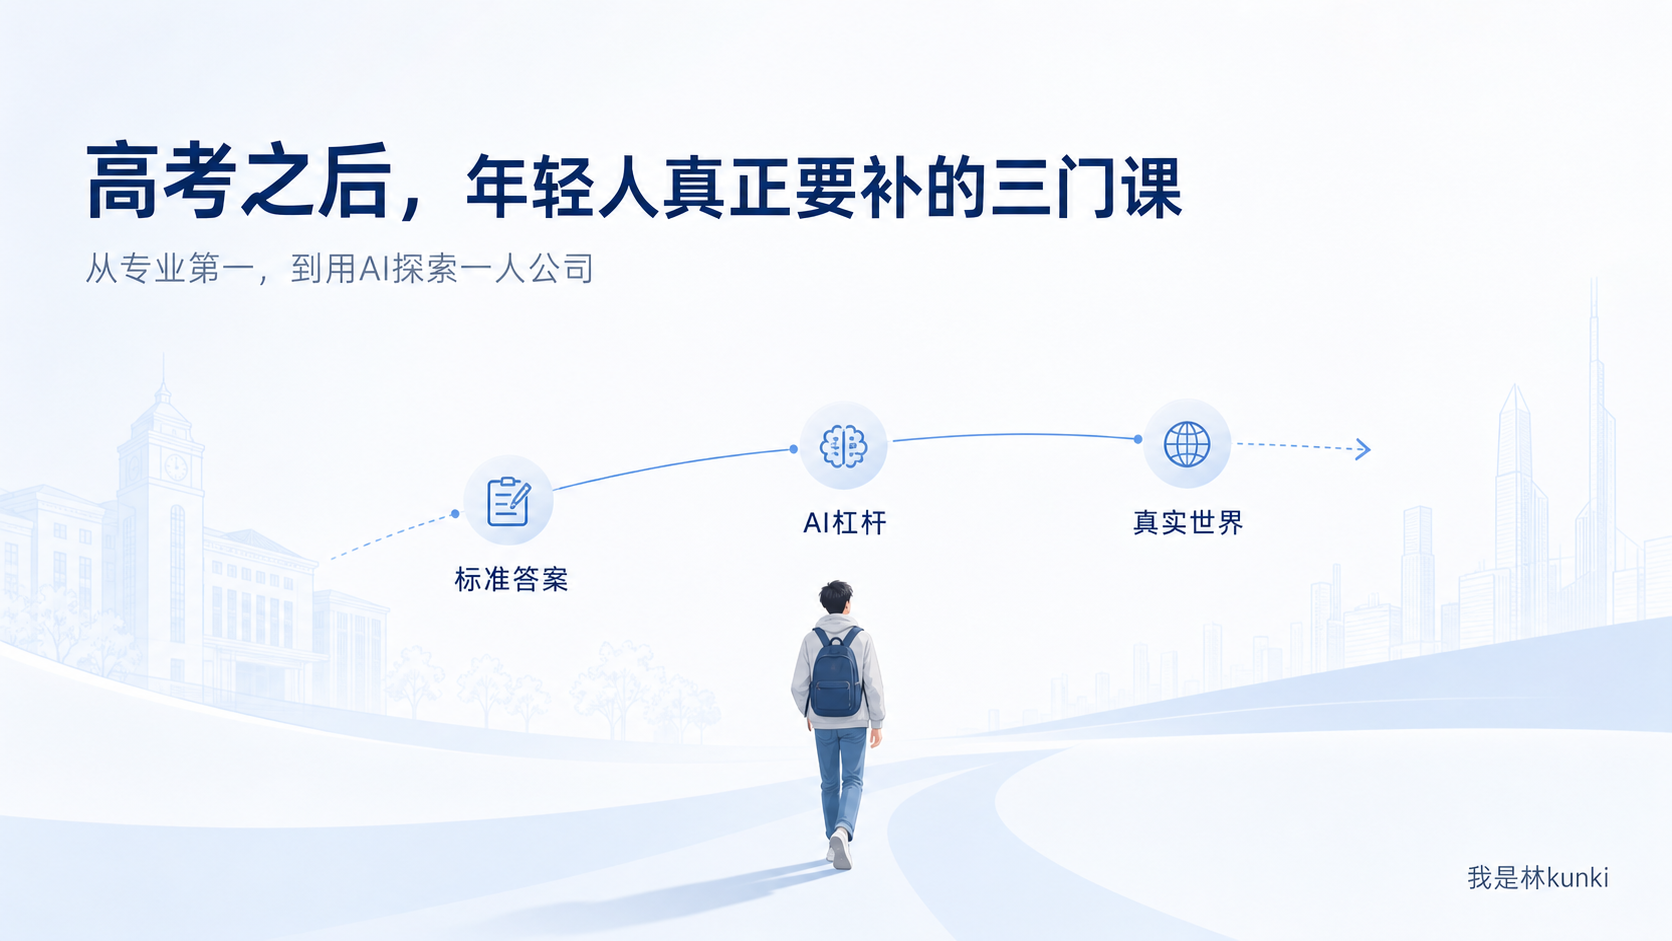 高考之后，年轻人真正要补的三门课
从专业第一，到用AI探索一人公司
标准答案
AI杠杆
真实世界
我是林kunki